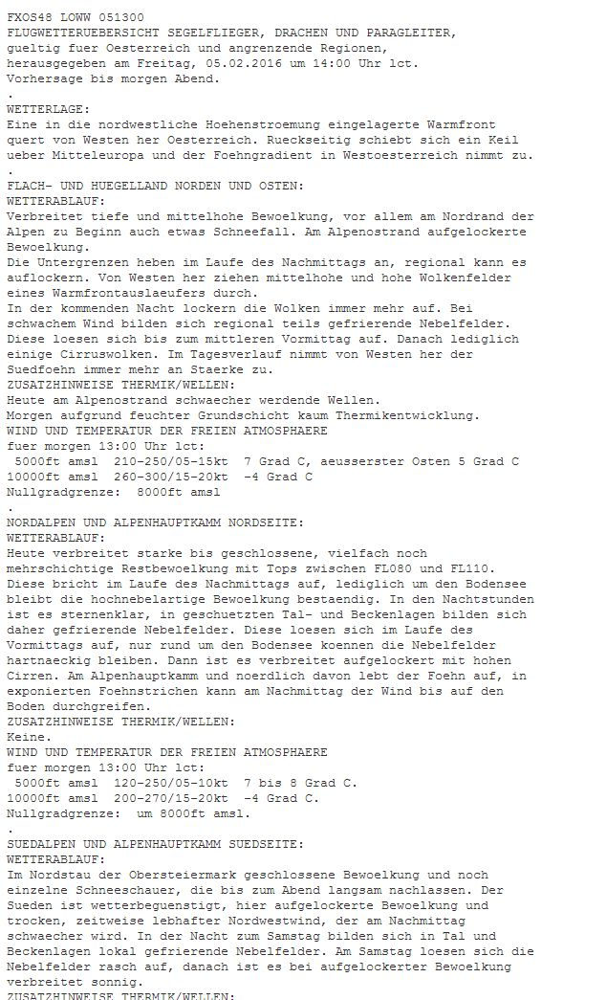 FXOS48 LOWW 051300
FLUGWETTERUEBERSICHT SEGELFLIEGER, DRACHEN UND PARAGLEITER,
gueltig fuer Oesterreich und angrenzende Regionen,
herausgegeben am Freitag, 05.02.2016 um 14:00 Uhr lct.
Vorhersage bis morgen Abend.
.
WETTERLAGE:
Eine in die nordwestliche Hoehenstroemung eingelagerte Warmfront
quert von Westen her Oesterreich. Rueckseitig schiebt sich ein Keil
ueber Mitteleuropa und der Foehngradient in Westoesterreich nimmt zu.
.
FLACH- UND HUEGELLAND NORDEN UND OSTEN:
WETTERABLAUF:
Verbreitet tiefe und mittelhohe Bewoelkung, vor allem am Nordrand der
Alpen zu Beginn auch etwas Schneefall. Am Alpenostrand aufgelockerte
Bewoelkung.
Die Untergrenzen heben im Laufe des Nachmittags an, regional kann es
auflockern. Von Westen her ziehen mittelhohe und hohe Wolkenfelder
eines Warmfrontauslaeufers durch.
In der kommenden Nacht lockern die Wolken immer mehr auf. Bei
schwachem Wind bilden sich regional teils gefrierende Nebelfelder.
Diese loesen sich bis zum mittleren Vormittag auf. Danach lediglich
einige Cirruswolken. Im Tagesverlauf nimmt von Westen her der
Suedfoehn immer mehr an Staerke zu.
ZUSATZHINWEISE THERMIK/WELLEN:
Heute am Alpenostrand schwaecher werdende Wellen.
Morgen aufgrund feuchter Grundschicht kaum Thermikentwicklung.
WIND UND TEMPERATUR DER FREIEN ATMOSPHAERE
fuer morgen 13:00 Uhr lct:
5000ft amsl 210-250/05-15kt 7 Grad C, aeusserster Osten 5 Grad C
10000ft amsl 260-300/15-20kt -4 Grad C
Nullgradgrenze: 8000ft amsl
.
NORDALPEN UND ALPENHAUPTKAMM NORDSEITE:
WETTERABLAUF:
Heute verbreitet starke bis geschlossene, vielfach noch
mehrschichtige Restbewoelkung mit Tops zwischen FL080 und FL110.
Diese bricht im Laufe des Nachmittags auf, lediglich um den Bodensee
bleibt die hochnebelartige Bewoelkung bestaendig. In den Nachtstunden
ist es sternenklar, in geschuetzten Tal- und Beckenlagen bilden sich
daher gefrierende Nebelfelder. Diese loesen sich im Laufe des
Vormittags auf, nur rund um den Bodensee koennen die Nebelfelder
hartnaeckig bleiben. Dann ist es verbreitet aufgelockert mit hohen
Cirren. Am Alpenhauptkamm und noerdlich davon lebt der Foehn auf, in
exponierten Foehnstrichen kann am Nachmittag der Wind bis auf den
Boden durchgreifen.
ZUSATZHINWEISE THERMIK/WELLEN:
Keine.
WIND UND TEMPERATUR DER FREIEN ATMOSPHAERE
fuer morgen 13:00 Uhr lct:
5000ft amsl 120-250/05-10kt 7 bis 8 Grad C.
10000ft amsl 200-270/15-20kt -4 Grad C.
Nullgradgrenze: um 8000ft amsl.
.
SUEDALPEN UND ALPENHAUPTKAMM SUEDSEITE:
WETTERABLAUF:
Im Nordstau der Obersteiermark geschlossene Bewoelkung und noch
einzelne Schneeschauer, die bis zum Abend langsam nachlassen. Der
Sueden ist wetterbeguenstigt, hier aufgelockerte Bewoelkung und
trocken, zeitweise lebhafter Nordwestwind, der am Nachmittag
schwaecher wird. In der Nacht zum Samstag bilden sich in Tal und
Beckenlagen lokal gefrierende Nebelfelder. Am Samstag loesen sich die
Nebelfelder rasch auf, danach ist es bei aufgelockerter Bewoelkung
verbreitet sonnig.
ZUSATZHINWEISE THERMIK/WELLEN: